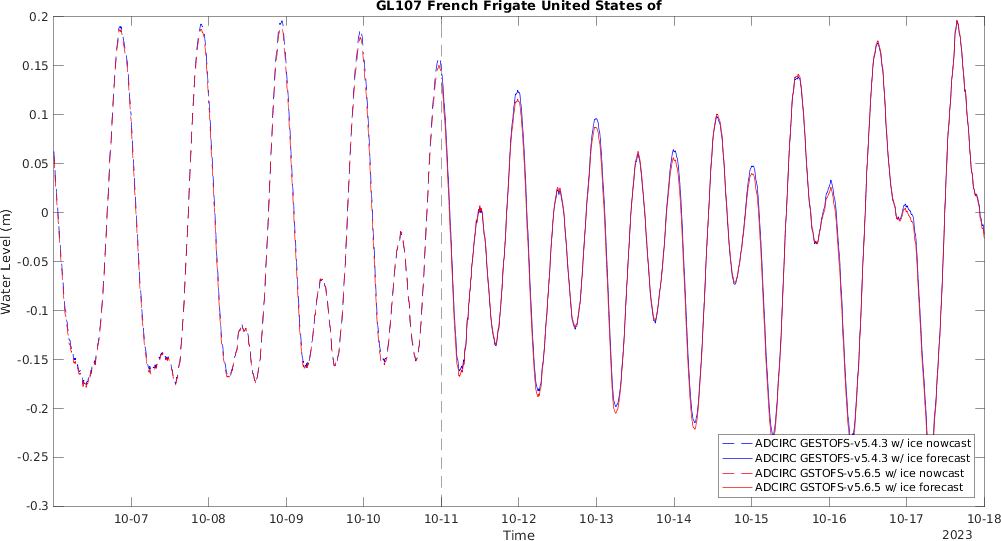 GL107 French Frigate United States of
0.2
0.15
0.1
0.05
0
-0.05
-0.1
-0.15
-0.2
-0.25
-0.3
Water Level (m)
ADCIRC GESTOFS-v5.4.3 w/ ice nowcast
ADCIRC GESTOFS-v5.4.3 w/ ice forecast
ADCIRC GSTOFS-v5.6.5 w/ ice nowcast
ADCIRC GSTOFS-v5.6.5 w/ ice forecast
10-07 10-08 10-09 10-10 10-11 10-12 10-13 10-14 10-15 10-16 10-17 10-18
Time
2023